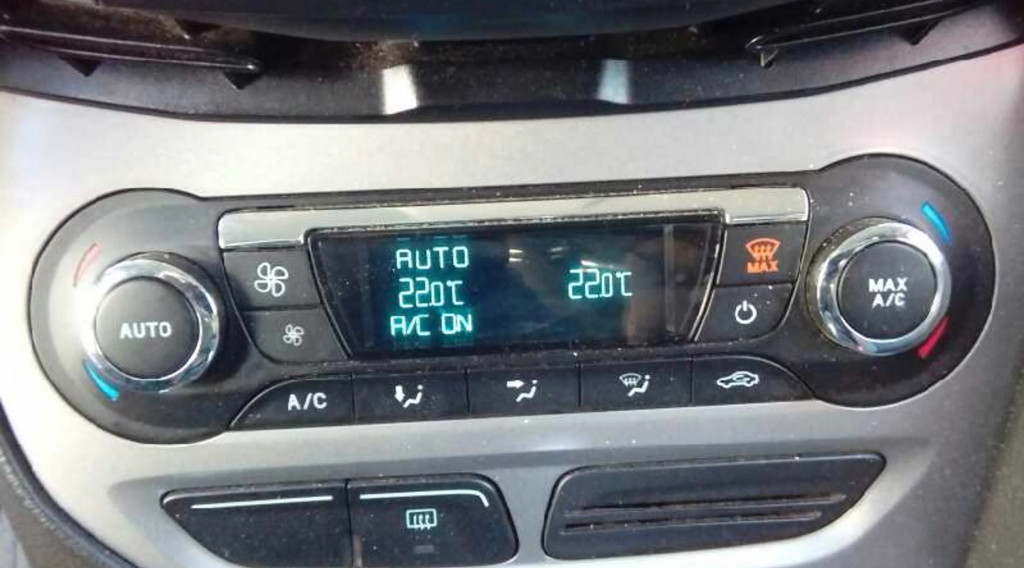 AUTO
22.0℃ 22.0℃
A/C ON
MAX
AUTO
MAX
A/C
A/C